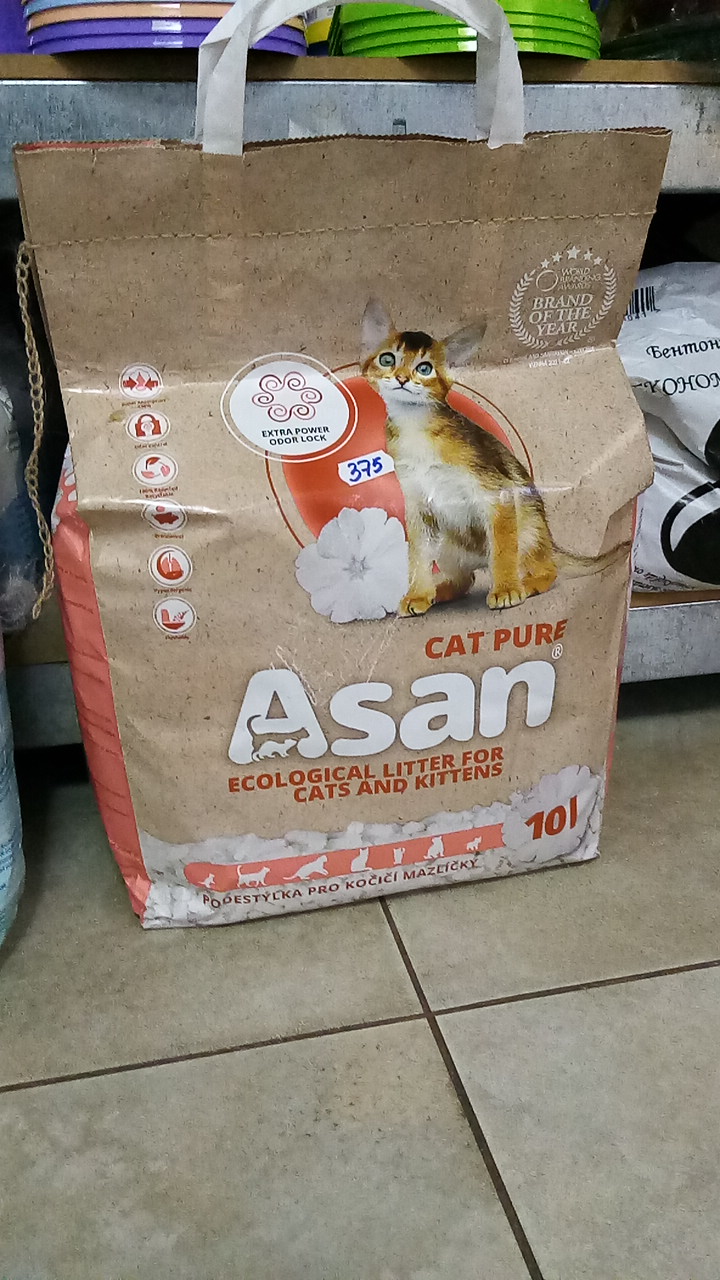 WORLD
BRANDING
AWARDS
BRAND
OF THE
YEAR
EXTRA POWER
ODOR LOCK
375
Бентон
CAT PURE
Asan®
ECOLOGICAL LITTER FOR
CATS AND KITTENS
10l
PODESTÝLKA PRO KOČIČÍ MAZLÍČKY